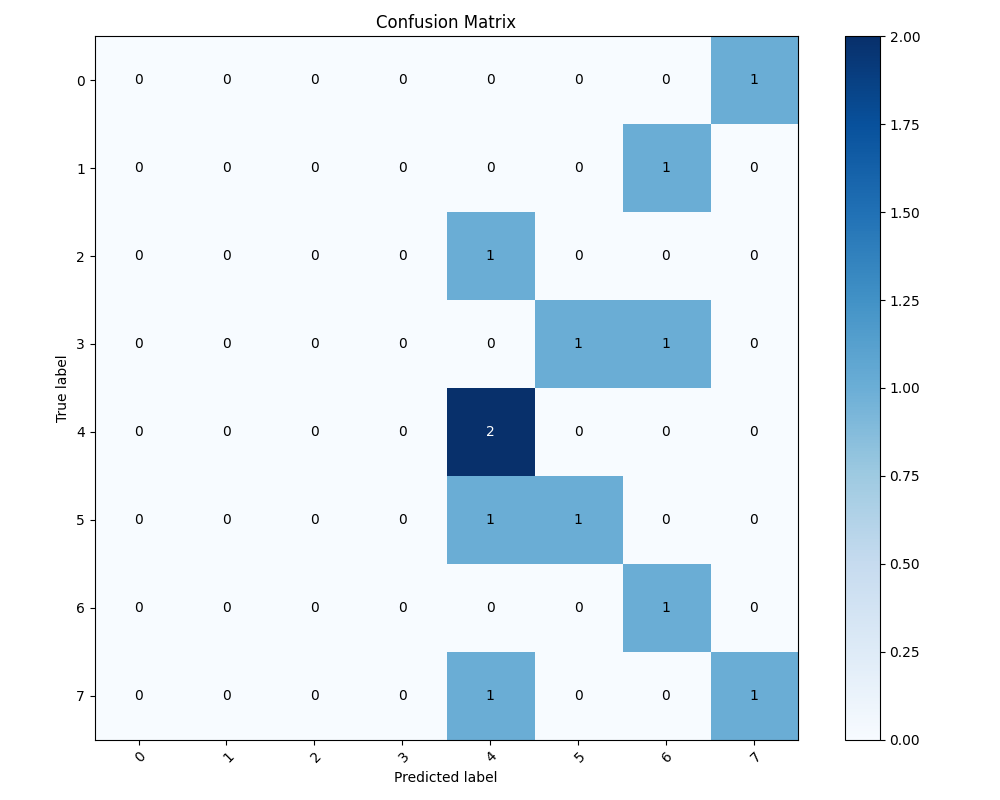 Confusion Matrix
0 0 0 0 0 0 0 0 1
1 0 0 0 0 0 0 1 0
2 0 0 0 0 1 0 0 0
3 0 0 0 0 0 1 1 0
4 0 0 0 0 2 0 0 0
5 0 0 0 0 1 1 0 0
6 0 0 0 0 0 0 1 0
7 0 0 0 0 1 0 0 1
True label
0 1 2 3 4 5 6 7
Predicted label
2.00
1.75
1.50
1.25
1.00
0.75
0.50
0.25
0.00